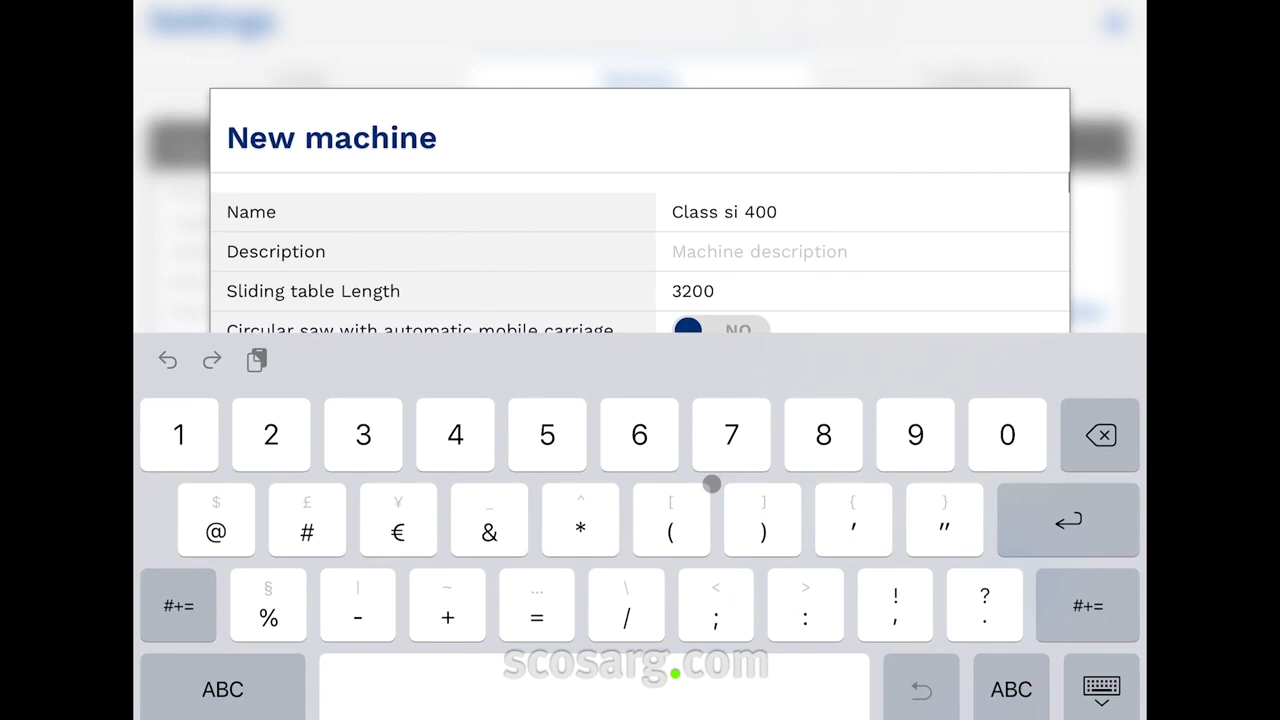 Settings
New machine
Name Class si 400
Description Machine description
Sliding table Length 3200
Circular saw with automatic mobile carriage NO
1 2 3 4 5 6 7 8 9 0
$ £ ¥ _ ^ [ ] { }
@ # € & * ( ) ' "
§ | ~ … \ < > ! ?
#+= % - + = / ; : , . #+=
scosarg.com
ABC ABC